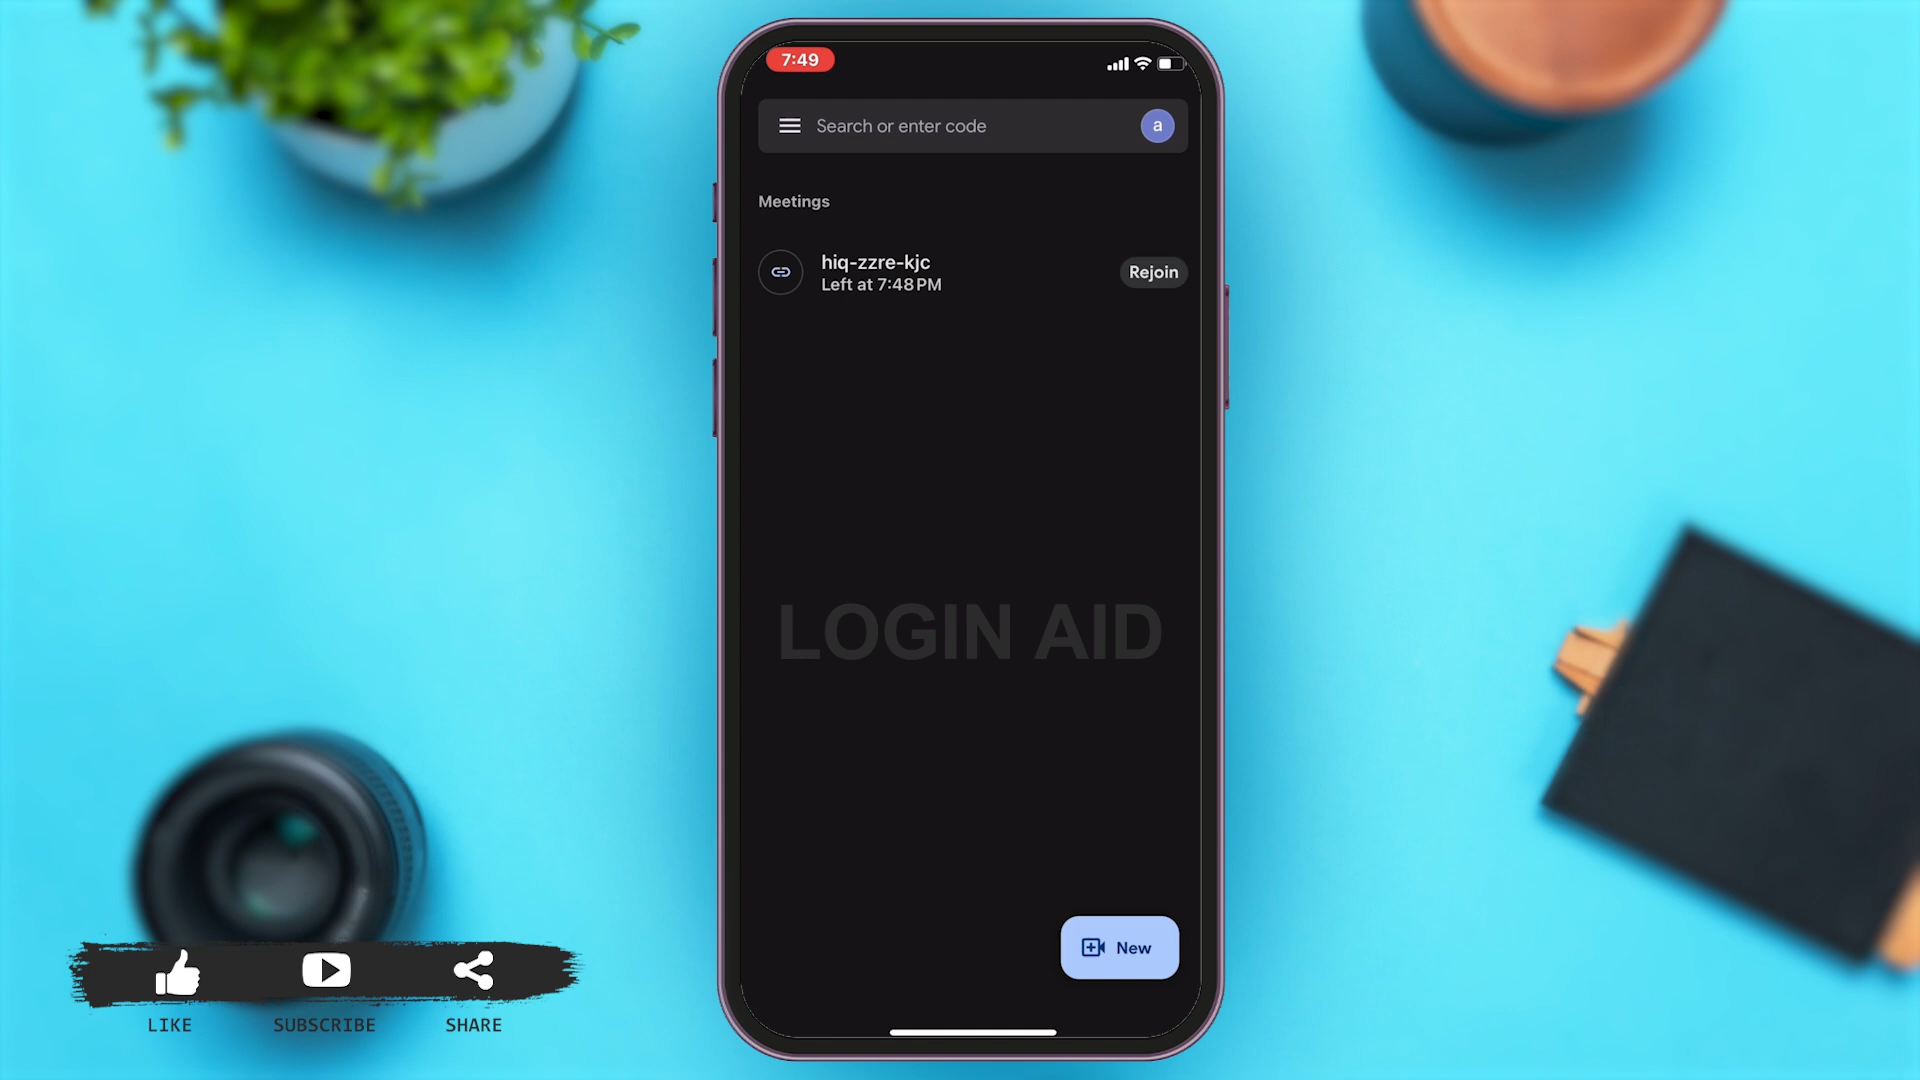 7:49
Search or enter code
a
Meetings
hiq-zzre-kjc
Left at 7:48 PM
Rejoin
LOGIN AID
New
LIKE
SUBSCRIBE
SHARE